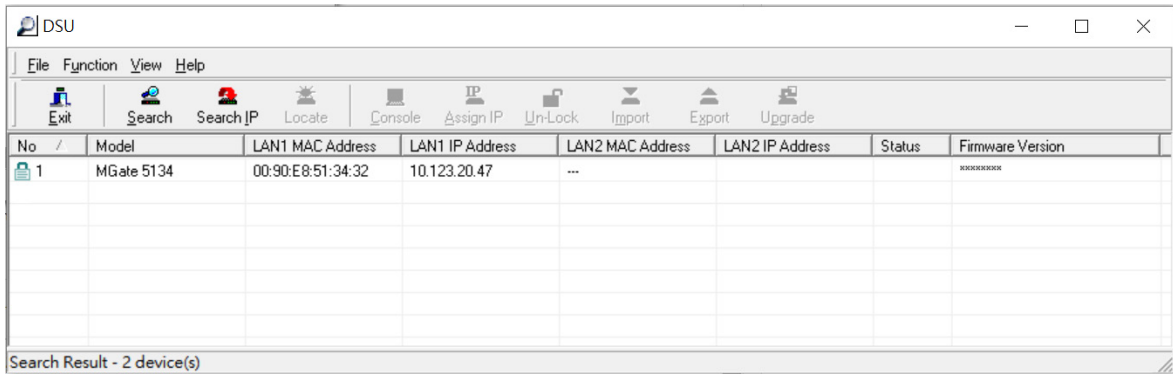 DSU
File Function View Help
Exit Search Search IP Locate Console Assign IP Un-Lock Import Export Upgrade
No / Model LAN1 MAC Address LAN1 IP Address LAN2 MAC Address LAN2 IP Address Status Firmware Version
1 MGate 5134 00:90:E8:51:34:32 10.123.20.47 --- ********
Search Result - 2 device(s)